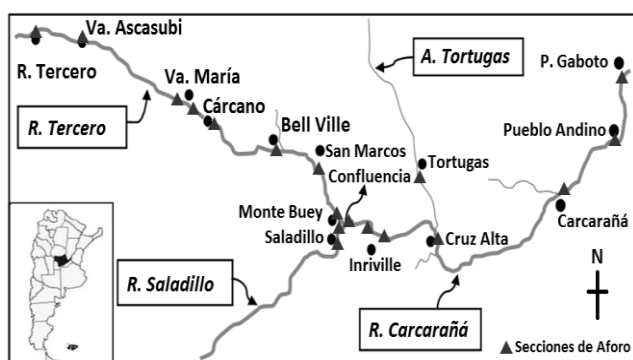 Va. Ascasubi
R. Tercero
R. Tercero
Va. María
Cárcano
Bell Ville
San Marcos
Confluencia
A. Tortugas
P. Gaboto
Pueblo Andino
Tortugas
Monte Buey
Saladillo
Inriville
Cruz Alta
Carcarañá
R. Saladillo
R. Carcarañá
N
Secciones de Aforo